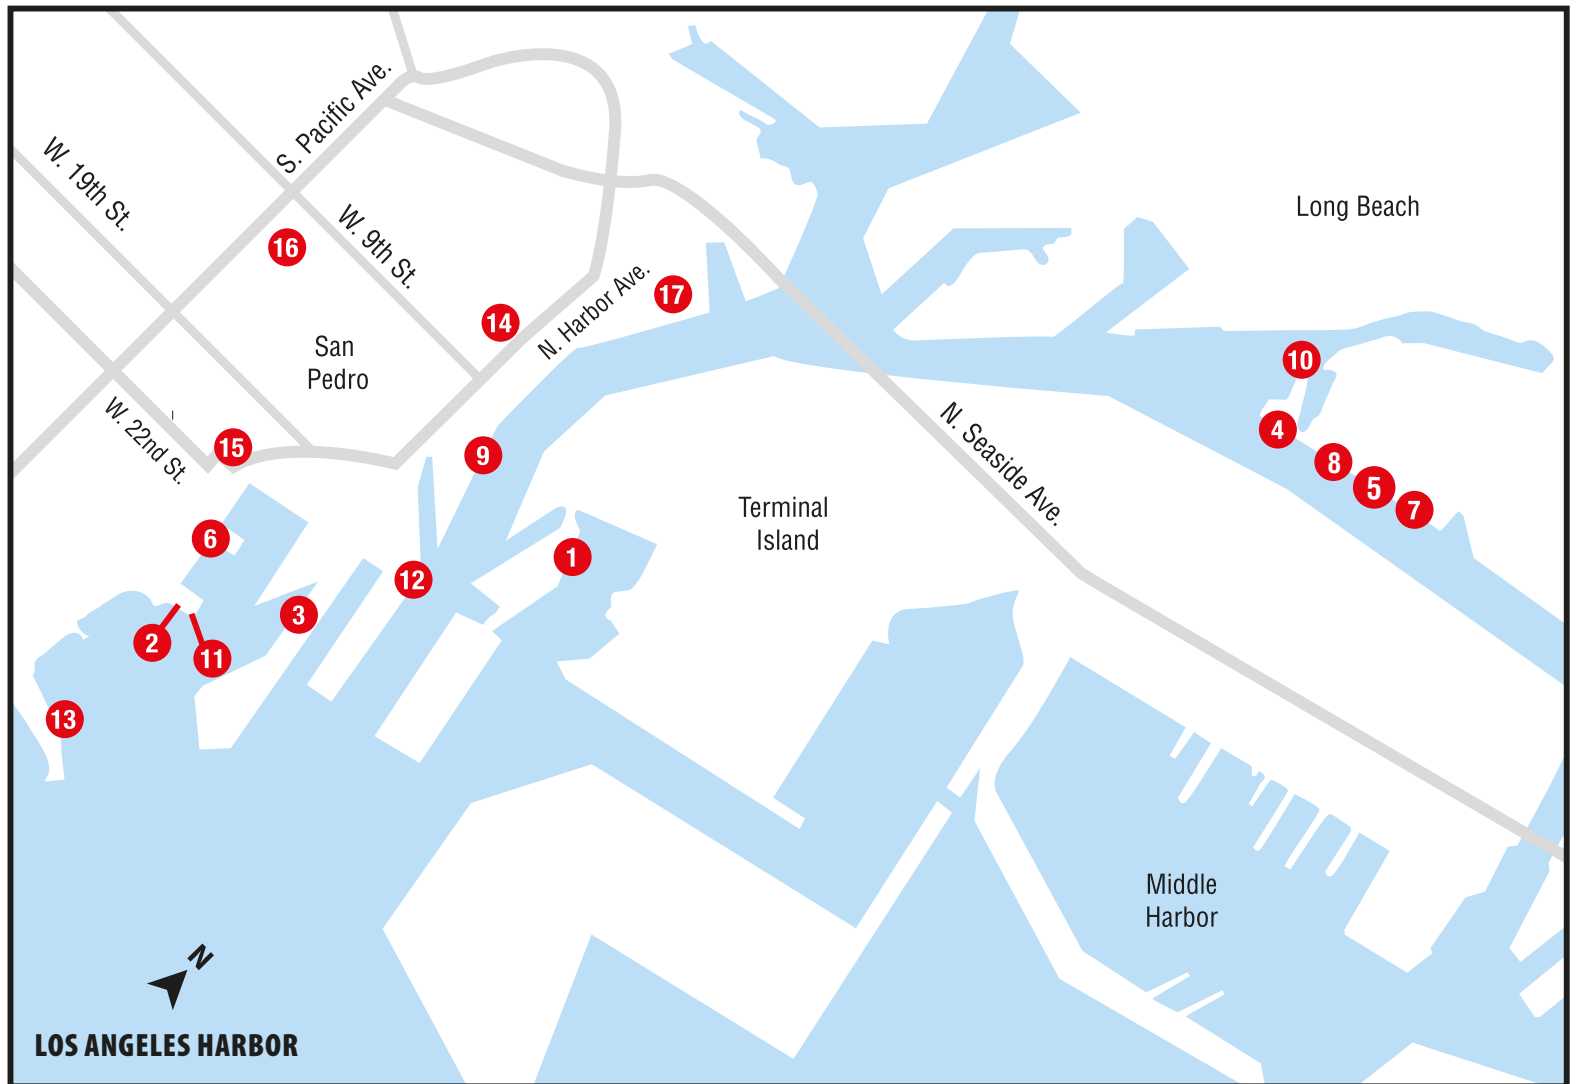 S. Pacific Ave.
W. 19th St.
Long Beach
W. 9th St.
16
N. Harbor Ave.
17
14
San
Pedro
10
W. 22nd St.
15
9
N. Seaside Ave.
4
8
5
7
Terminal
Island
6
1
12
3
2
11
13
Middle
Harbor
N
LOS ANGELES HARBOR